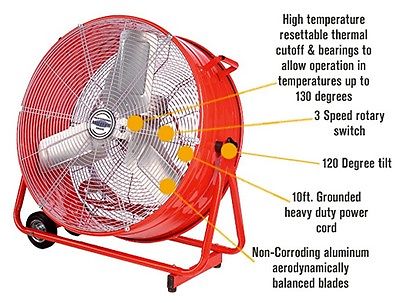 High temperature
resettable thermal
cutoff & bearings to
allow operation in
temperatures up to
130 degrees
3 Speed rotary
switch
120 Degree tilt
10ft. Grounded
heavy duty power
cord
Non-Corroding aluminum
aerodynamically
balanced blades